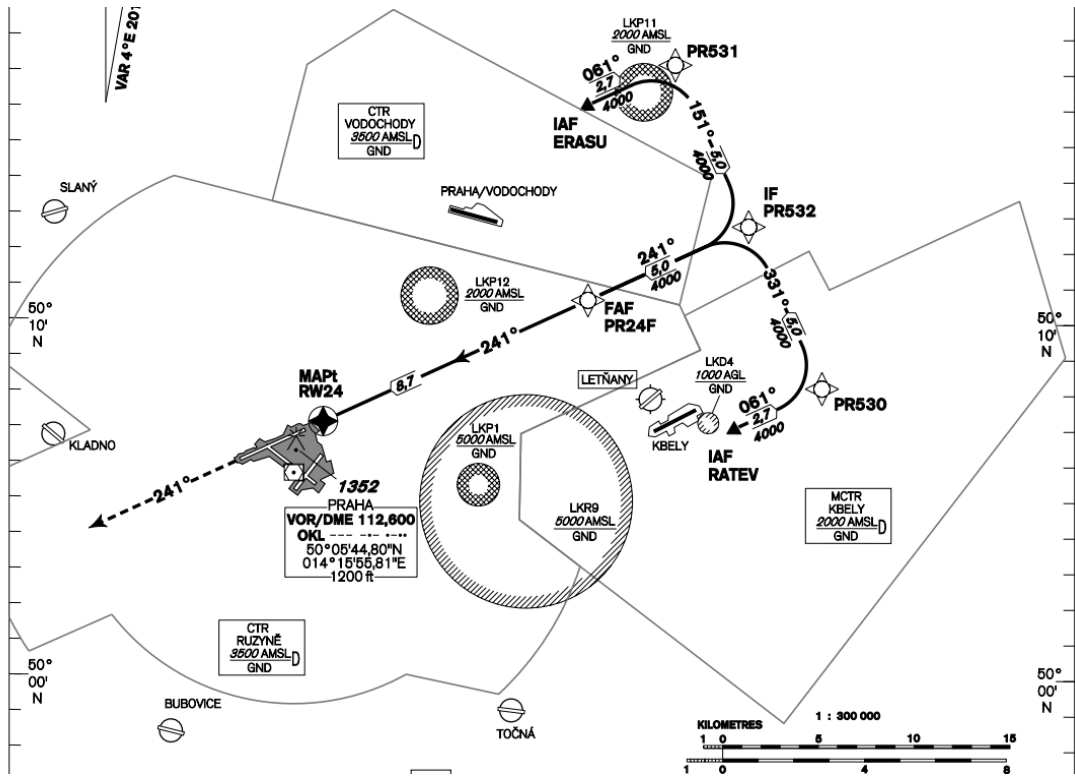 VAR 4°E 201
LKP11
2000 AMSL
GND
PR531
061°
2,7
4000
IAF
ERASU
151°
5,0
4000
CTR
VODOCHODY
3500 AMSL D
GND
SLANÝ
PRAHA/VODOCHODY
IF
PR532
241°
5,0
4000
331°
5,0
4000
LKP12
2000 AMSL
GND
FAF
PR24F
50°
10'
N
50°
10'
N
241°
8,7
MAPt
RW24
LETŇANY
LKD4
1000 AGL
GND
061°
2,7
4000
PR530
KLADNO
LKP1
5000 AMSL
GND
KBELY
IAF
RATEV
241°
1352
PRAHA
VOR/DME 112,600
OKL --- -·- ·-··
50°05'44,80"N
014°15'55,81"E
1200 ft
LKR9
5000 AMSL
GND
MCTR
KBELY
2000 AMSL D
GND
CTR
RUZYNĚ
3500 AMSL D
GND
50°
00'
N
50°
00'
N
BUBOVICE
TOČNÁ
1 : 300 000
KILOMETRES
1 0 5 10 15
1 0 4 8